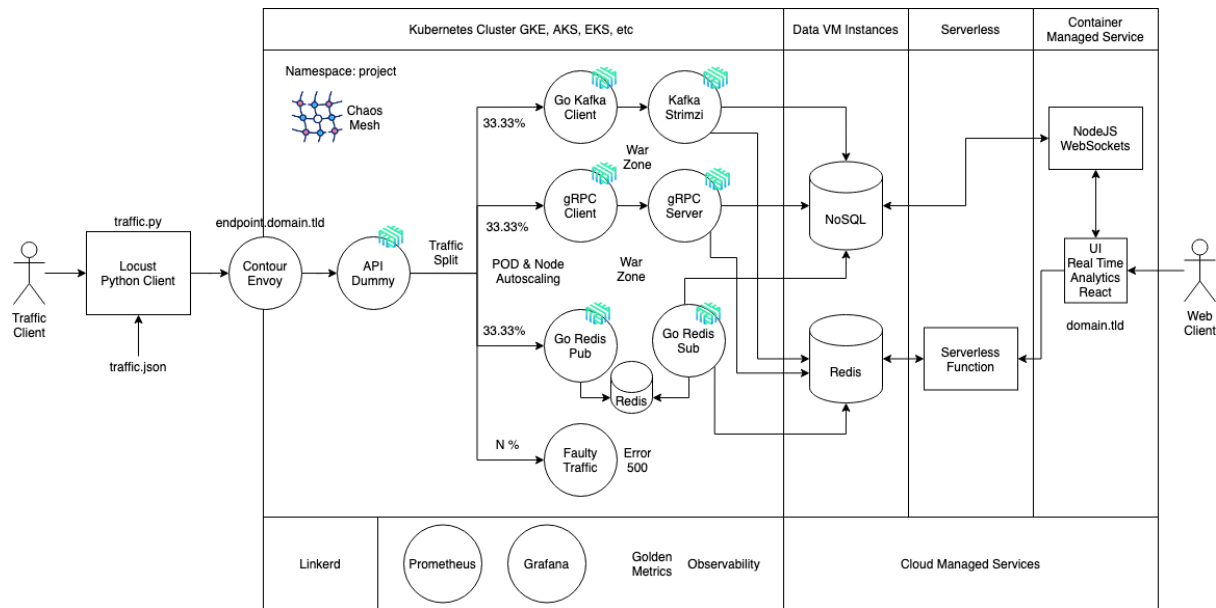 Kubernetes Cluster GKE, AKS, EKS, etc
Data VM Instances
Serverless
Container
Managed Service
Namespace: project
Chaos
Mesh
Go Kafka
Client
Kafka
Strimzi
33.33%
War
Zone
NodeJS
WebSockets
gRPC
Client
gRPC
Server
NoSQL
traffic.py
endpoint.domain.tld
33.33%
Traffic
Split
Locust
Python Client
Contour
Envoy
API
Dummy
POD & Node
Autoscaling
War
Zone
UI
Real Time
Analytics
React
Traffic
Client
Web
Client
domain.tld
33.33%
Go Redis
Pub
Go Redis
Sub
traffic.json
Redis
Redis
Serverless
Function
N %
Faulty
Traffic
Error
500
Linkerd
Prometheus
Grafana
Golden
Metrics
Observability
Cloud Managed Services